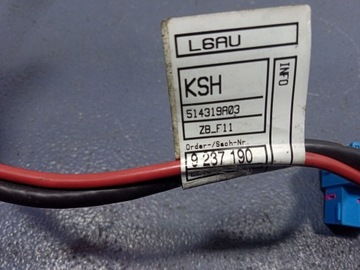 L6AU
KSH
514319A03
ZB_F11
Order-/Sach-Nr.
9 237 190
INFO